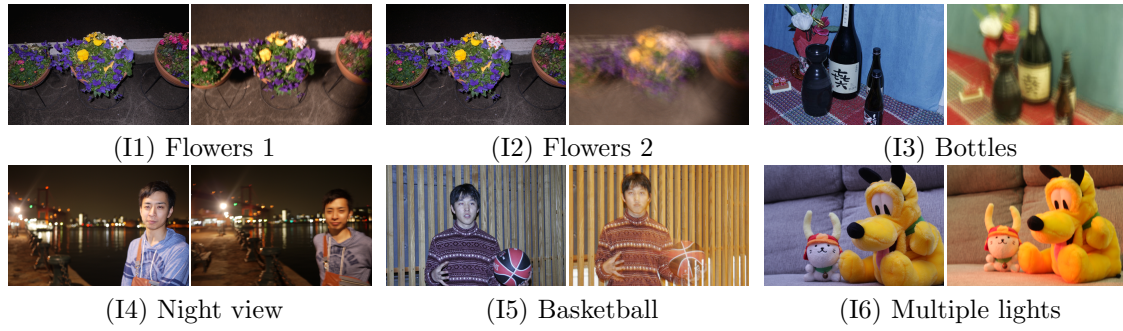 (I1) Flowers 1
(I2) Flowers 2
(I3) Bottles
(I4) Night view
(I5) Basketball
(I6) Multiple lights